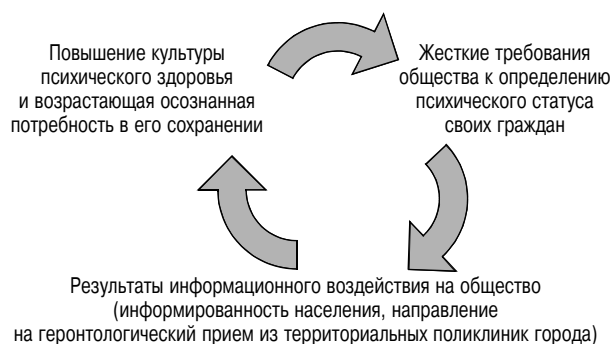 Повышение культуры
психического здоровья
и возрастающая осознанная
потребность в его сохранении
Жесткие требования
общества к определению
психического статуса
своих граждан
Результаты информационного воздействия на общество
(информированность населения, направление
на геронтологический прием из территориальных поликлиник города)